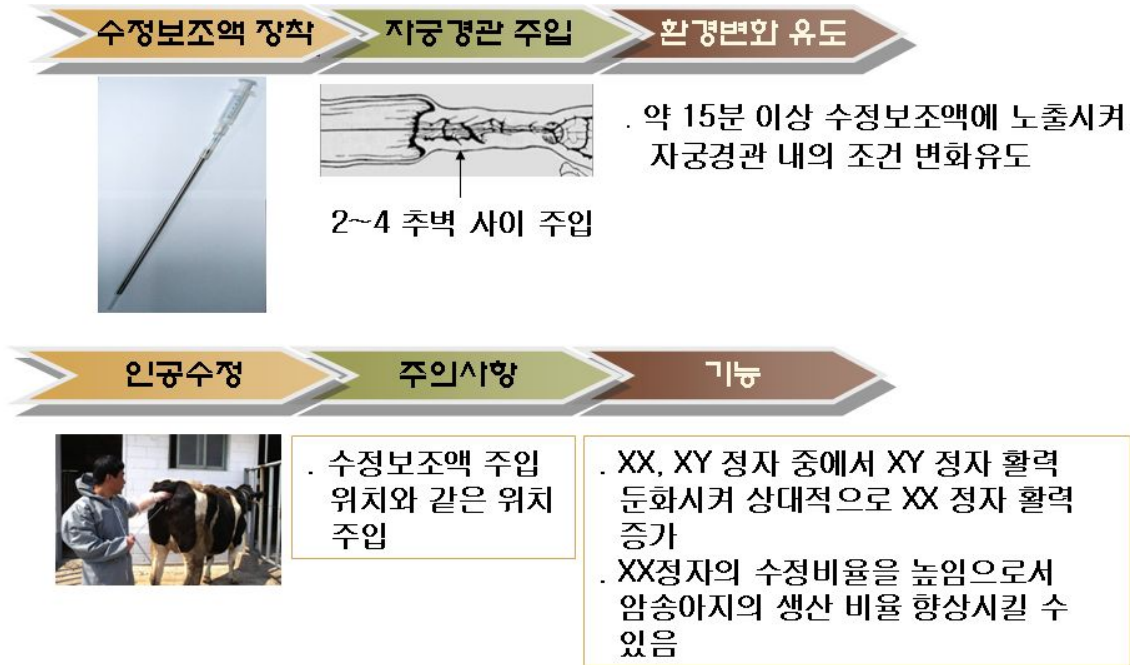 수정보조액 장착
자궁경관 주입
환경변화 유도
. 약 15분 이상 수정보조액에 노출시켜
자궁경관 내의 조건 변화유도
2~4 추벽 사이 주입
인공수정
주의사항
기능
. 수정보조액 주입
위치와 같은 위치
주입
. XX, XY 정자 중에서 XY 정자 활력
둔화시켜 상대적으로 XX 정자 활력
증가
. XX정자의 수정비율을 높임으로서
암송아지의 생산 비율 향상시킬 수
있음